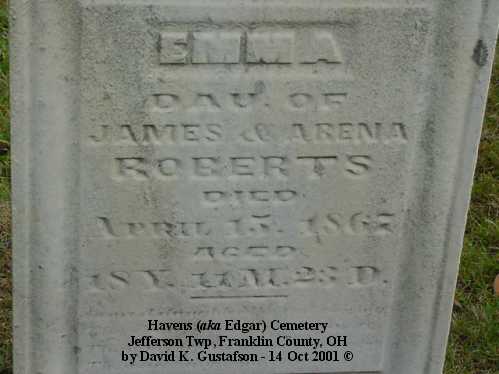 EMMA
DAU. OF
JAMES & ARENA
ROBERTS
DIED
APRIL 15, 1867
AGED
18 Y. 11 M. 23 D.
Havens (aka Edgar) Cemetery
Jefferson Twp, Franklin County, OH
by David K. Gustafson - 14 Oct 2001 ©